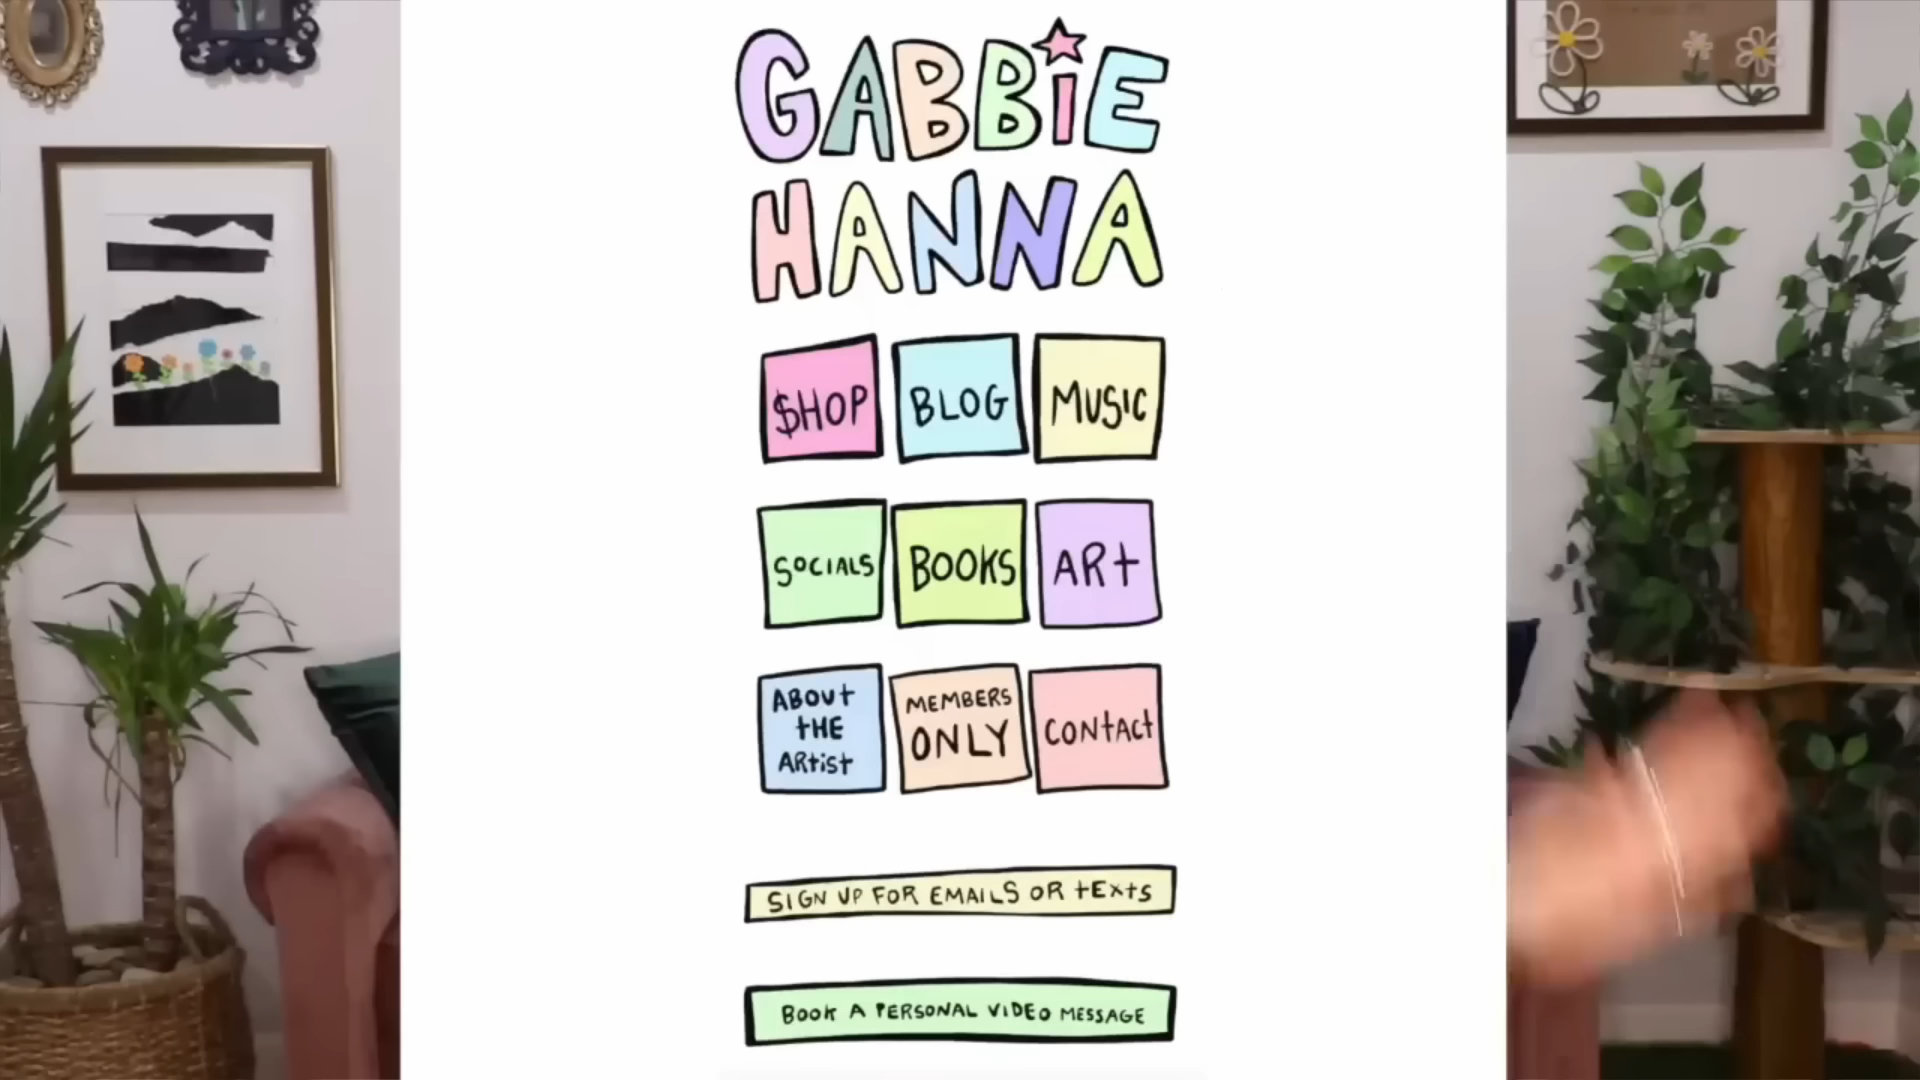 GABBiE
HANNA
$HOP
BLOG
MUSiC
SOCIALS
BOOKS
ARt
ABOUt
tHE
ARtist
MEMBERS
ONLY
CONtACt
SIGN UP FOR EMAILS OR tExts
BOOK A PERSONAL VIDEO MESSAGE